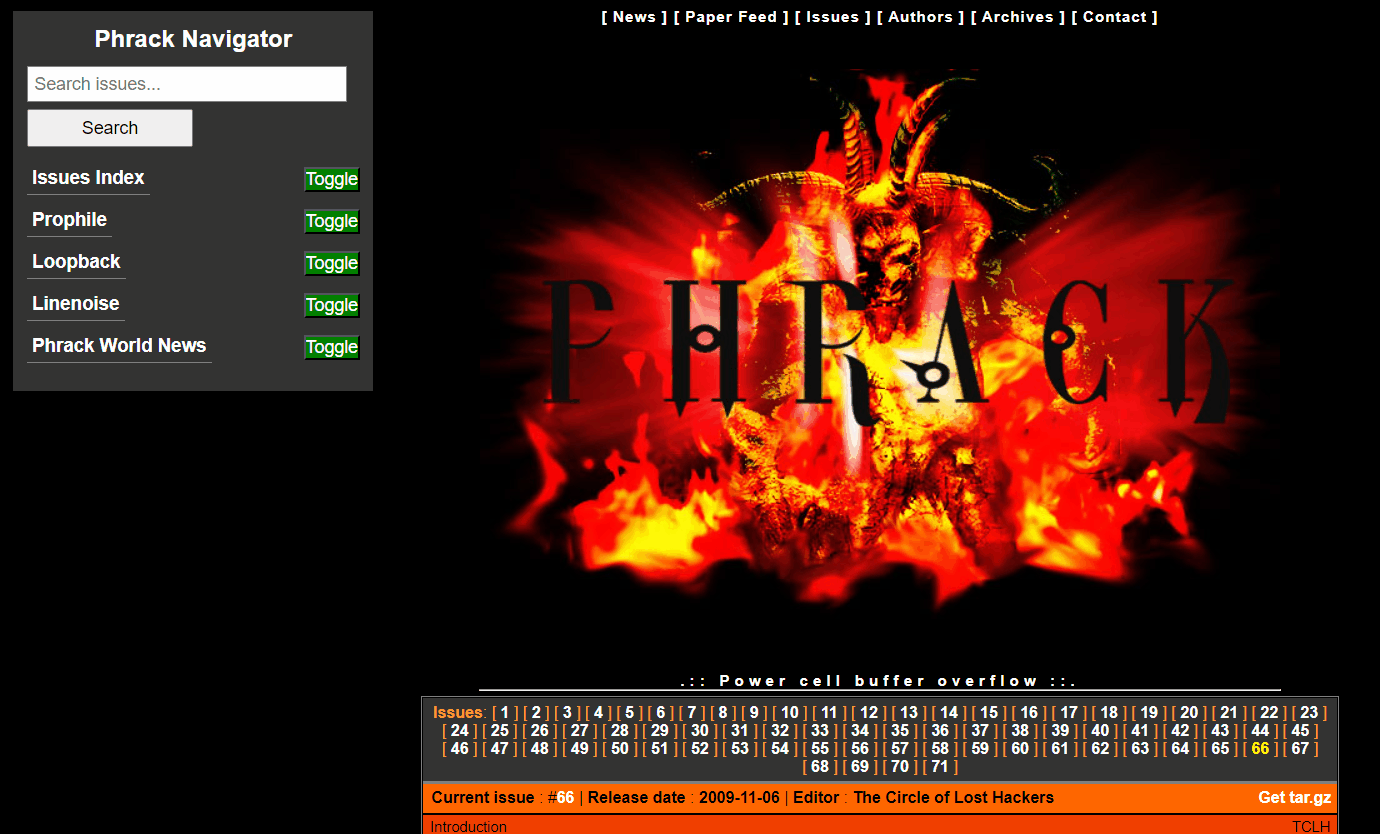 Phrack Navigator
Search issues...
Search
Issues Index Toggle
Prophile Toggle
Loopback Toggle
Linenoise Toggle
Phrack World News Toggle
[ News ] [ Paper Feed ] [ Issues ] [ Authors ] [ Archives ] [ Contact ]
PHRACK
.:: Power cell buffer overflow ::.
Issues: [ 1 ] [ 2 ] [ 3 ] [ 4 ] [ 5 ] [ 6 ] [ 7 ] [ 8 ] [ 9 ] [ 10 ] [ 11 ] [ 12 ] [ 13 ] [ 14 ] [ 15 ] [ 16 ] [ 17 ] [ 18 ] [ 19 ] [ 20 ] [ 21 ] [ 22 ] [ 23 ]
[ 24 ] [ 25 ] [ 26 ] [ 27 ] [ 28 ] [ 29 ] [ 30 ] [ 31 ] [ 32 ] [ 33 ] [ 34 ] [ 35 ] [ 36 ] [ 37 ] [ 38 ] [ 39 ] [ 40 ] [ 41 ] [ 42 ] [ 43 ] [ 44 ] [ 45 ]
[ 46 ] [ 47 ] [ 48 ] [ 49 ] [ 50 ] [ 51 ] [ 52 ] [ 53 ] [ 54 ] [ 55 ] [ 56 ] [ 57 ] [ 58 ] [ 59 ] [ 60 ] [ 61 ] [ 62 ] [ 63 ] [ 64 ] [ 65 ] [ 66 ] [ 67 ]
[ 68 ] [ 69 ] [ 70 ] [ 71 ]
Current issue : #66 | Release date : 2009-11-06 | Editor : The Circle of Lost Hackers Get tar.gz
Introduction TCLH